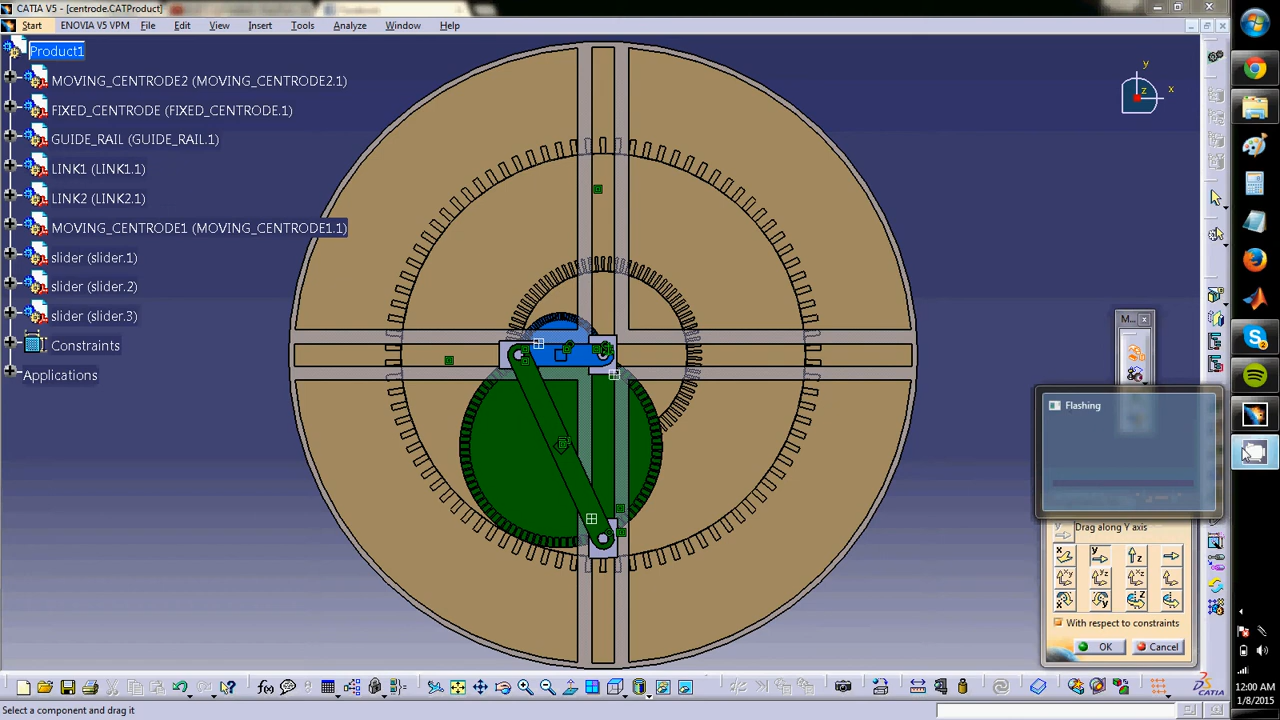 CATIA V5 - [centrode.CATProduct]
Start ENOVIA V5 VPM File Edit View Insert Tools Analyze Window Help
Product1
MOVING_CENTRODE2 (MOVING_CENTRODE2.1)
FIXED_CENTRODE (FIXED_CENTRODE.1)
GUIDE_RAIL (GUIDE_RAIL.1)
LINK1 (LINK1.1)
LINK2 (LINK2.1)
MOVING_CENTRODE1 (MOVING_CENTRODE1.1)
slider (slider.1)
slider (slider.2)
slider (slider.3)
Constraints
Applications
y
x
z
M...
Flashing
Drag along Y axis
With respect to constraints
OK Cancel
CATIA
Select a component and drag it
12:00 AM
1/8/2015